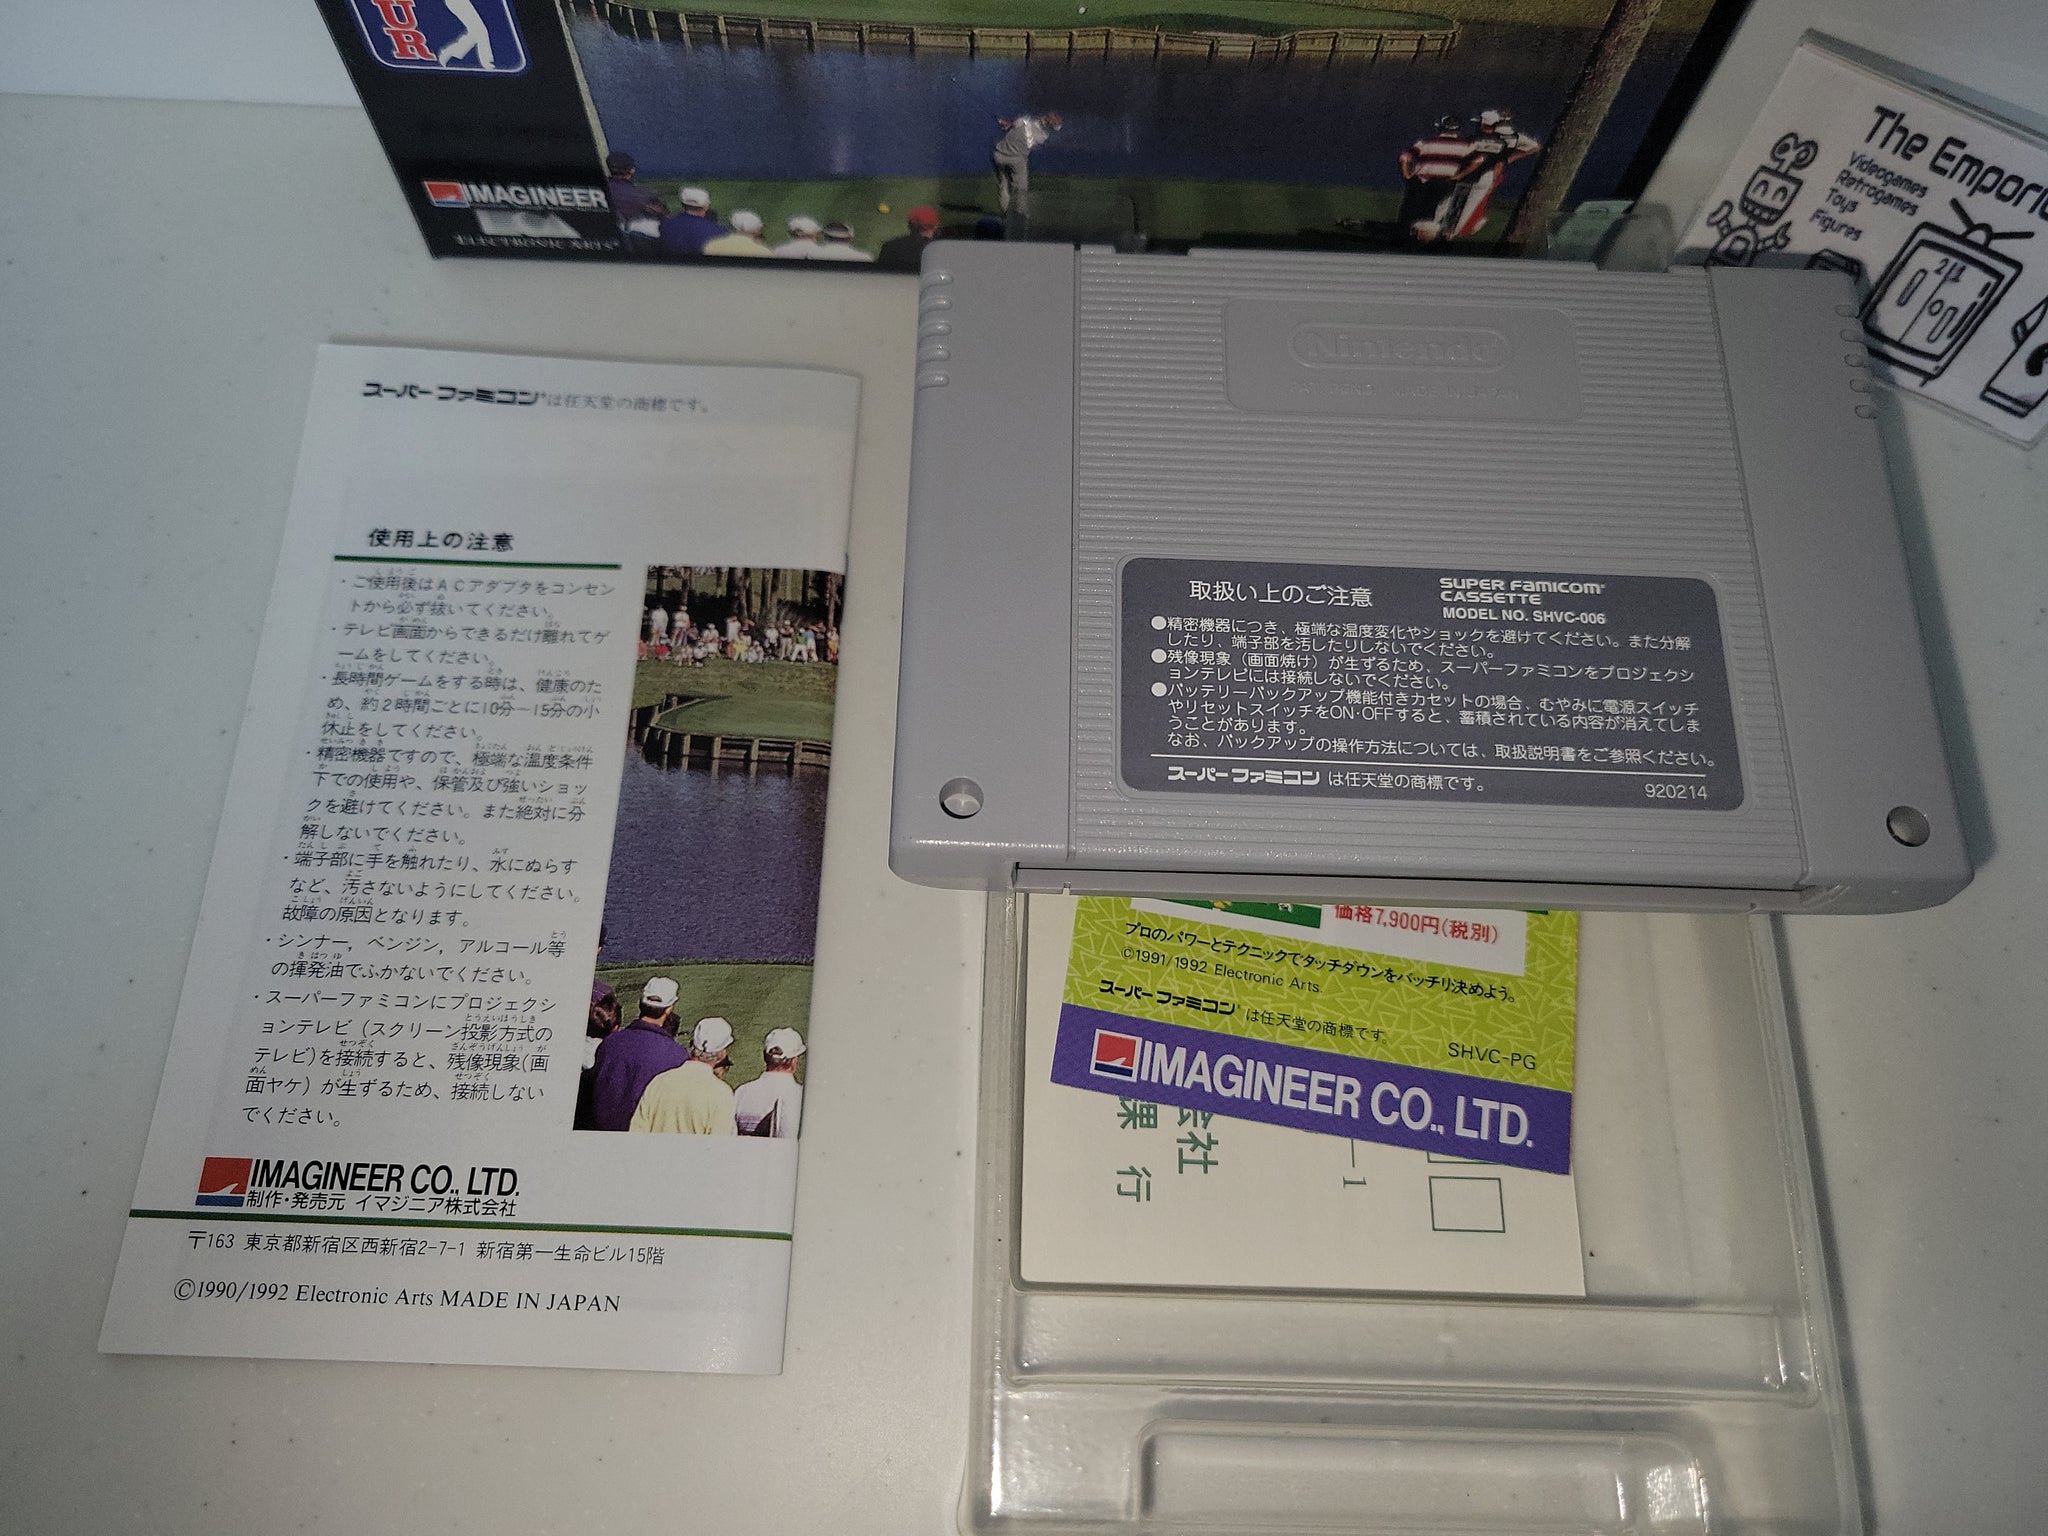 UR
IMAGINEER
ELECTRONIC ARTS
The Empori
Videogames
Retrogames
Toys
Figures
スーパーファミコン®は任天堂の商標です。
使用上の注意
・ご使用後はACアダプタをコンセン
トから必ず抜いてください。
・テレビ画面からできるだけ離れてゲ
ームをしてください。
・長時間ゲームをする時は、健康のた
め、約2時間ごとに10分~15分の小
休止をしてください。
・精密機器ですので、極端な温度条件
下での使用や、保管及び強いショッ
クを避けてください。また絶対に分
解しないでください。
・端子部に手を触れたり、水にぬらす
など、汚さないようにしてください。
故障の原因となります。
・シンナー，ベンジン，アルコール等
の揮発油でふかないでください。
・スーパーファミコンにプロジェクシ
ョンテレビ(スクリーン投影方式の
テレビ)を接続すると、残像現象(画
面ヤケ)が生ずるため、接続しない
でください。
IMAGINEER CO., LTD.
制作・発売元 イマジニア株式会社
〒163 東京都新宿区西新宿2-7-1 新宿第一生命ビル15階
©1990/1992 Electronic Arts MADE IN JAPAN
Nintendo
MADE IN JAPAN
取扱い上のご注意
SUPER FAMICOM®
CASSETTE
MODEL NO. SHVC-006
●精密機器につき、極端な温度変化やショックを避けてください。また分解
したり、端子部を汚したりしないでください。
●残像現象（画面焼け）が生ずるため、スーパーファミコンをプロジェクシ
ョンテレビには接続しないでください。
●バッテリーバックアップ機能付きカセットの場合、むやみに電源スイッチ
やリセットスイッチをON・OFFすると、蓄積されている内容が消えてしま
うことがあります。
なお、バックアップの操作方法については、取扱説明書をご参照ください。
スーパーファミコン は任天堂の商標です。
920214
価格7,900円(税別)
プロのパワーとテクニックでタッチダウンをバッチリ決めよう。
©1991/1992 Electronic Arts.
スーパーファミコン®は任天堂の商標です。
SHVC-PG
IMAGINEER CO., LTD.
会社
課 行
1